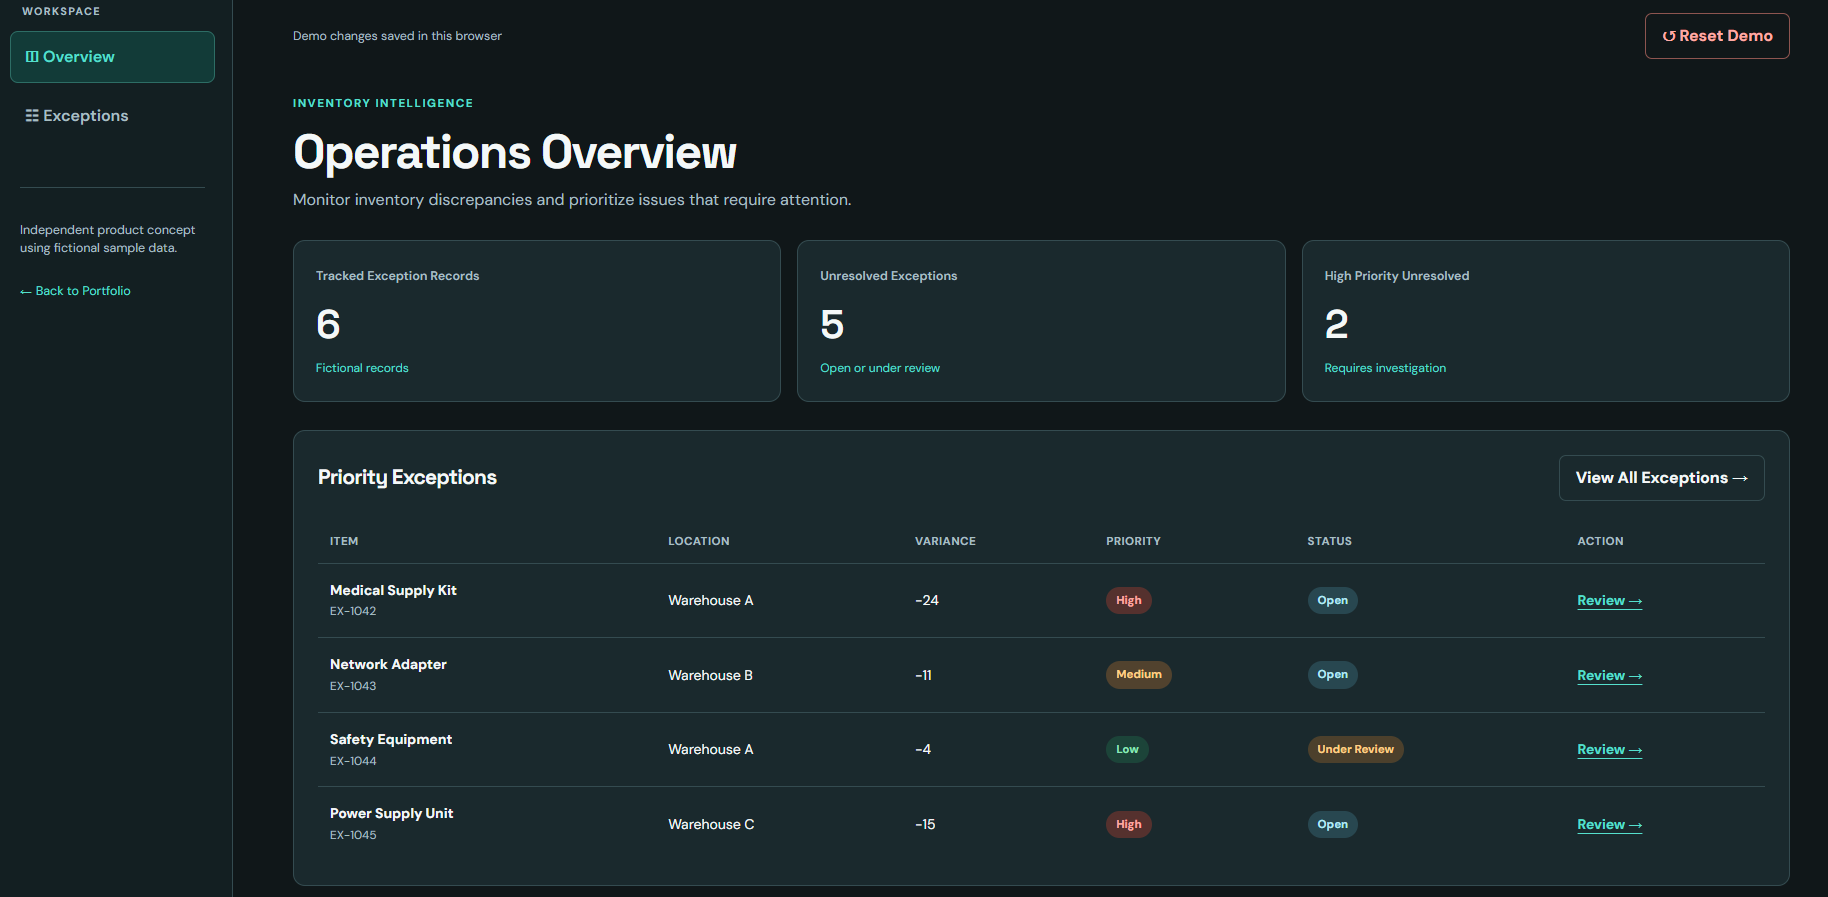 WORKSPACE
Overview
Exceptions
Independent product concept
using fictional sample data.
← Back to Portfolio
Demo changes saved in this browser
↺ Reset Demo
INVENTORY INTELLIGENCE
Operations Overview
Monitor inventory discrepancies and prioritize issues that require attention.
Tracked Exception Records
6
Fictional records
Unresolved Exceptions
5
Open or under review
High Priority Unresolved
2
Requires investigation
Priority Exceptions
View All Exceptions →
ITEM LOCATION VARIANCE PRIORITY STATUS ACTION
Medical Supply Kit
EX-1042
Warehouse A -24 High Open Review →
Network Adapter
EX-1043
Warehouse B -11 Medium Open Review →
Safety Equipment
EX-1044
Warehouse A -4 Low Under Review Review →
Power Supply Unit
EX-1045
Warehouse C -15 High Open Review →